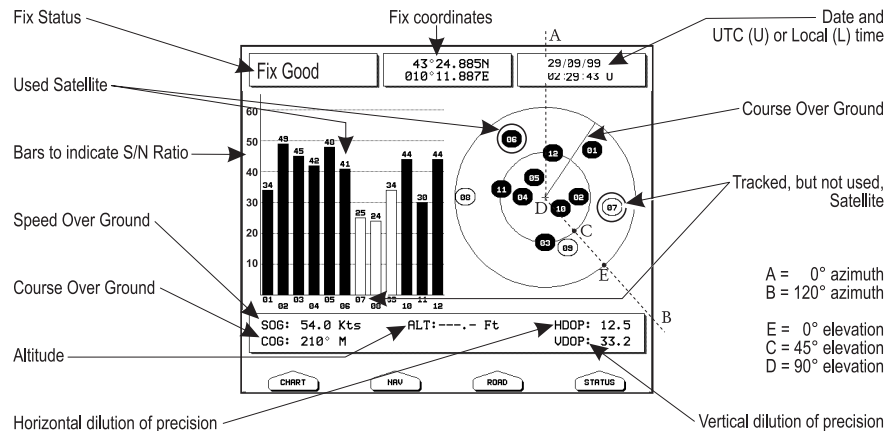 Fix Status
Fix coordinates
Date and
UTC (U) or Local (L) time
A
Fix Good
43°24.885N
010°11.887E
29/09/99
02:29:43 U
Used Satellite
Course Over Ground
Bars to indicate S/N Ratio
Tracked, but not used,
Satellite
Speed Over Ground
Course Over Ground
60
50
40
30
20
10
34
49
45
42
48
41
25
24
34
44
30
44
01
02
03
04
05
06
07
08
10
11
12
06
01
12
05
11
04
02
08
07
D
10
C
03
09
E
B
A = 0° azimuth
B = 120° azimuth
E = 0° elevation
C = 45° elevation
D = 90° elevation
SOG: 54.0 Kts
ALT:---.- Ft
HDOP: 12.5
COG: 210° M
VDOP: 33.2
Altitude
CHART
NAV
ROAD
STATUS
Horizontal dilution of precision
Vertical dilution of precision